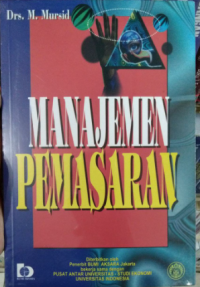 Drs. M. Mursid
MANAJEMEN
PEMASARAN
Diterbitkan oleh
Penerbit BUMI AKSARA Jakarta
bekerja sama dengan
PUSAT ANTAR UNIVERSITAS - STUDI EKONOMI
UNIVERSITAS INDONESIA